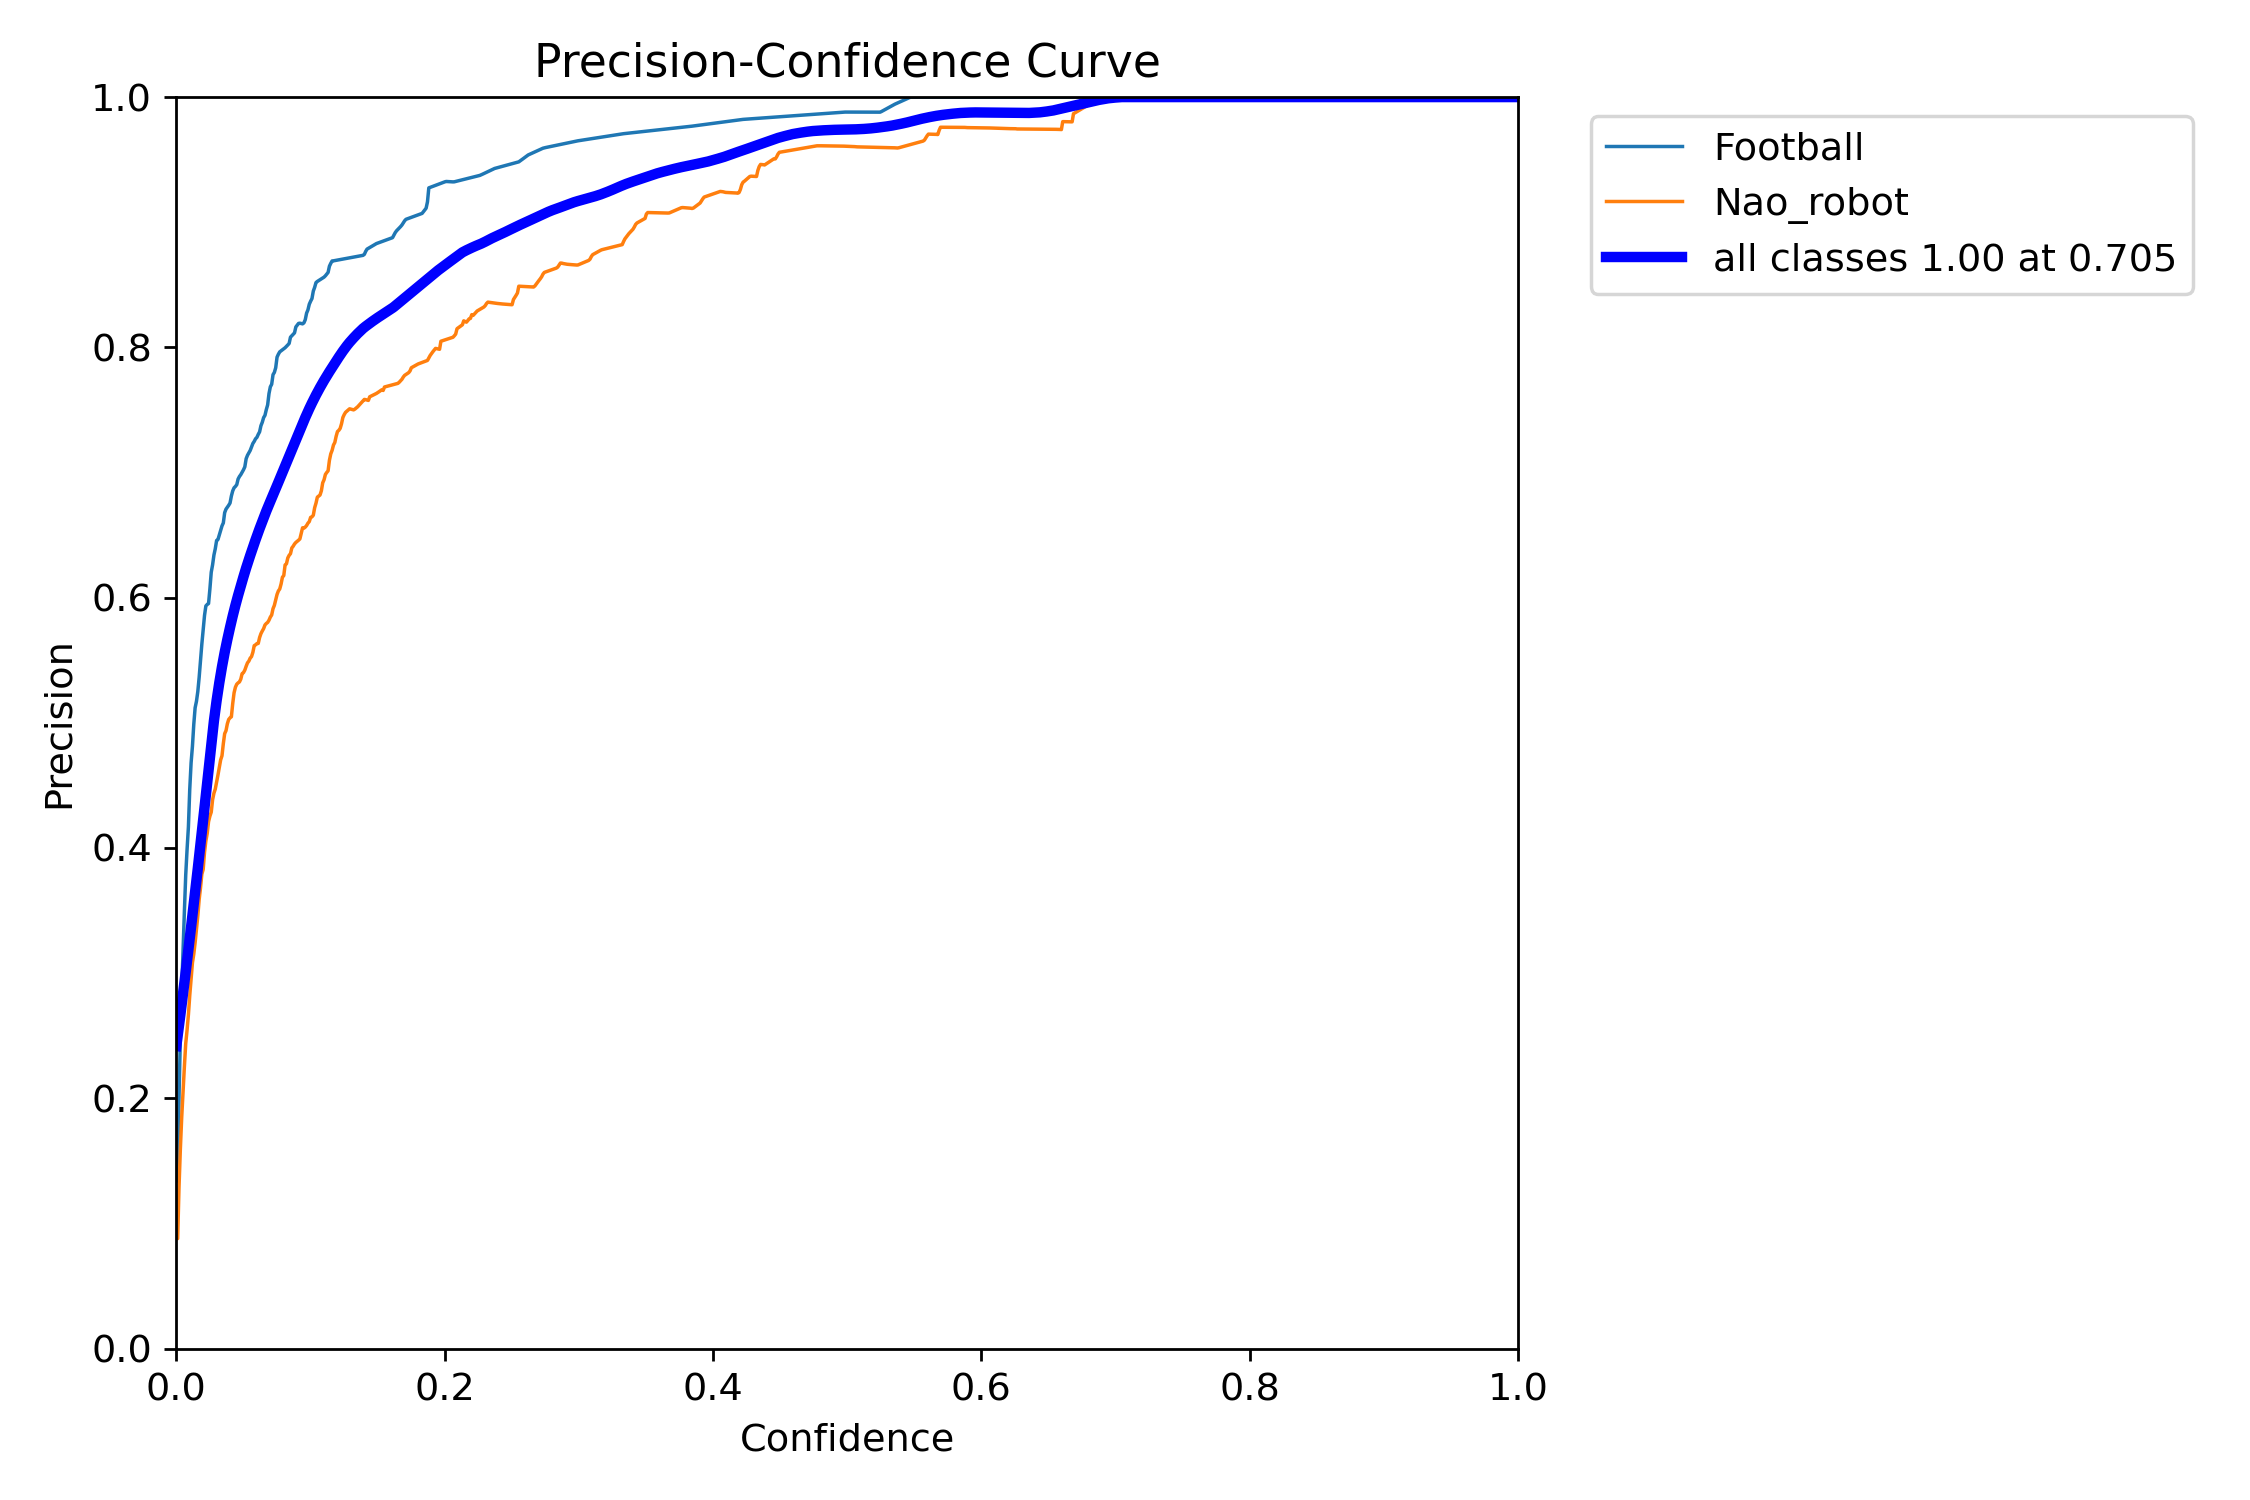 Precision-Confidence Curve
1.0
0.8
0.6
0.4
0.2
0.0
Precision
0.0 0.2 0.4 0.6 0.8 1.0
Confidence
Football
Nao_robot
all classes 1.00 at 0.705